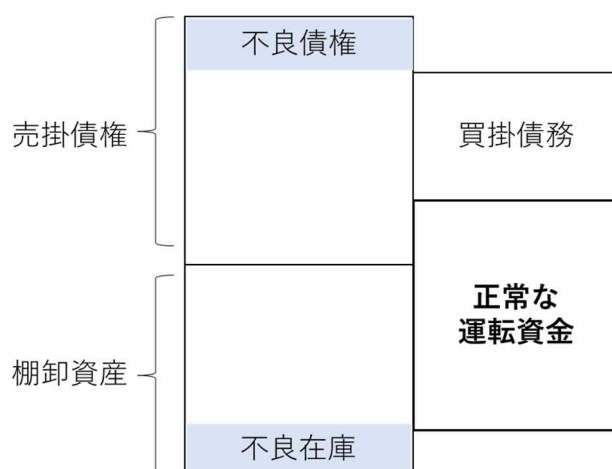 不良債権
売掛債権
買掛債務
正常な
運転資金
棚卸資産
不良在庫